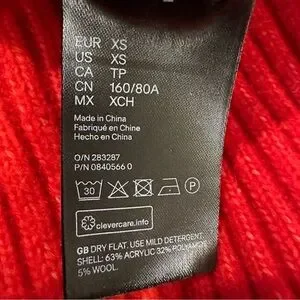 EUR XS
US XS
CA TP
CN 160/80A
MX XCH
Made in China
Fabriqué en Chine
Hecho en China
O/N 283287
P/N 0840566 0
30
P
clevercare.info
GB DRY FLAT. USE MILD DETERGENT.
SHELL: 63% ACRYLIC 32% POLYAMIDE
5% WOOL.